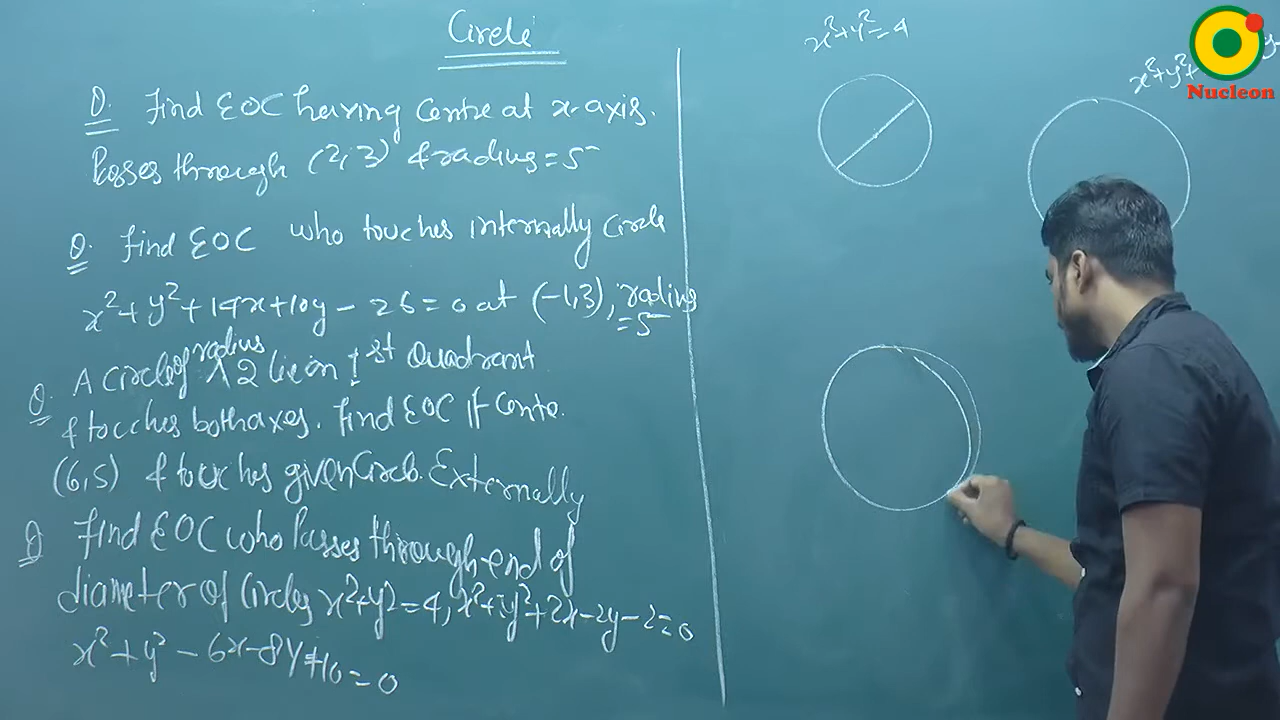 Circle
Q. Find EOC having Centre at x-axis.
Passes through (2,3) & radius = 5
Q. Find EOC who touches internally Circle
x²+y²+14x+10y-26=0 at (-1,3), radius
=5
Q. A Circle of radius 2 lie on Ist Quadrant
& touches both axes. Find EOC if Centre.
(6,5) & touches given Circle. Externally
Q Find EOC who Passes through end of
diameter of Circles x²+y²=4, x²+y²+2x-2y-2=0
x²+y²-6x-8y+10=0
x²+y²=4
x²+y²+
Nucleon